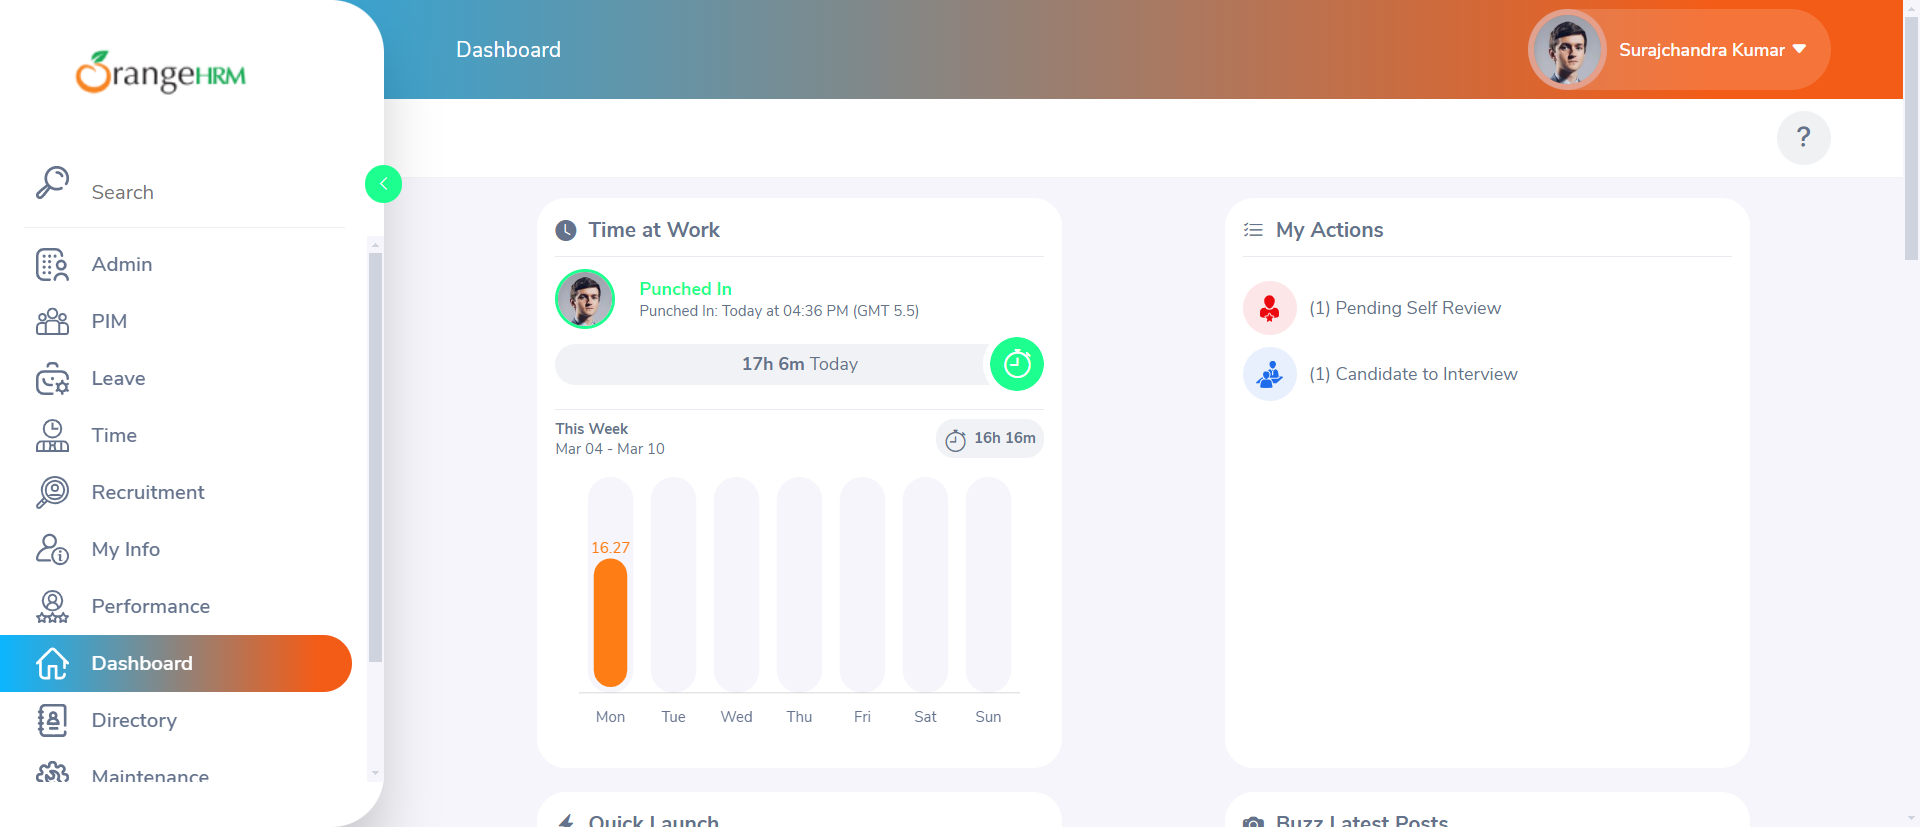 OrangeHRM
Search
Admin
PIM
Leave
Time
Recruitment
My Info
Performance
Dashboard
Directory
Maintenance
Dashboard
Surajchandra Kumar
?
Time at Work
Punched In
Punched In: Today at 04:36 PM (GMT 5.5)
17h 6m Today
This Week
Mar 04 - Mar 10
16h 16m
16.27
Mon Tue Wed Thu Fri Sat Sun
My Actions
(1) Pending Self Review
(1) Candidate to Interview
Quick Launch
Buzz Latest Posts